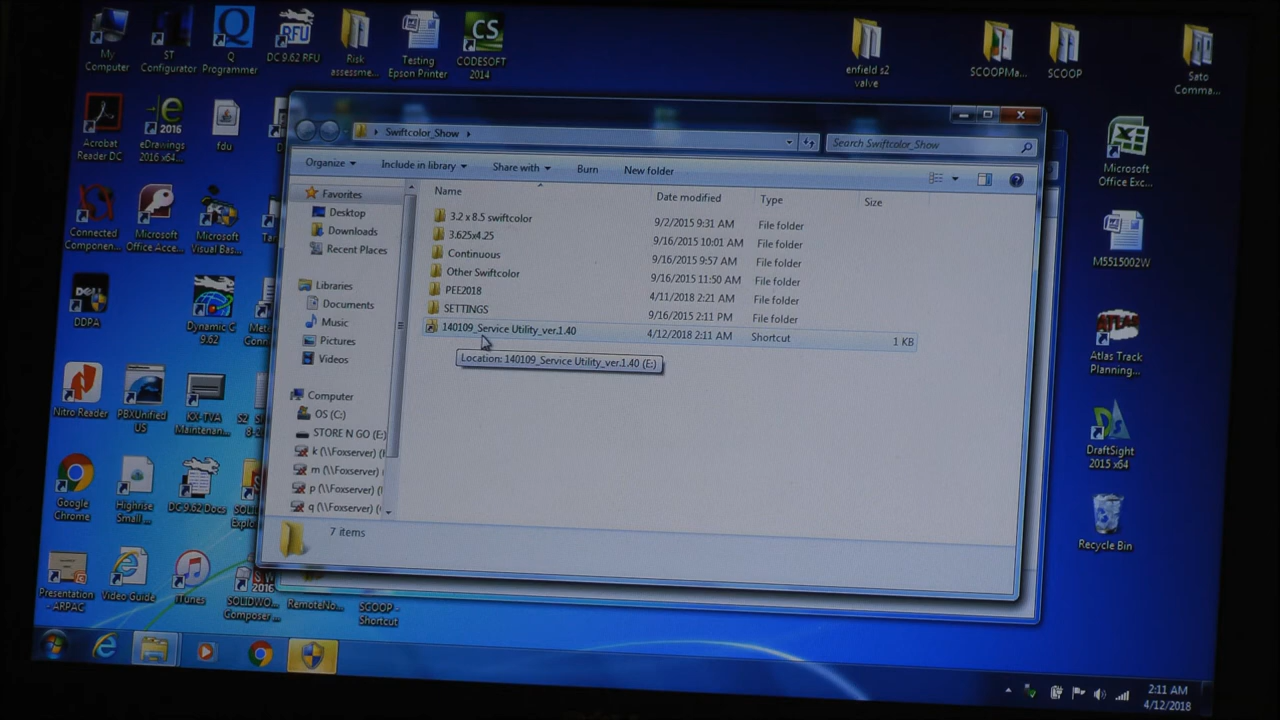 My Computer
ST Configurator
Q Programmer
DC 9.62 RFU
Risk assessme...
Testing Epson Printer
CODESOFT 2014
enfield s2 valve
SCOOPMa...
SCOOP
Sato Comma...
Acrobat Reader DC
eDrawings 2016 x64...
fdu
Connected Componen...
Microsoft Office Acce...
Microsoft Visual Bas...
DDPA
Dynamic C 9.62
Nitro Reader
PBXUnified US
KX-TVA Maintenan...
Google Chrome
Highrise Small ...
DC 9.62 Docs
Presentation - ARPAC
Video Guide
iTunes
SOLIDWO... Composer ...
RemoteNo...
SCOOP - Shortcut
Microsoft Office Exc...
M5515002W
ATLAS
Atlas Track Planning...
DraftSight 2015 x64
Recycle Bin
Swiftcolor_Show
Search Swiftcolor_Show
Organize
Include in library
Share with
Burn
New folder
Favorites
Desktop
Downloads
Recent Places
Libraries
Documents
Music
Pictures
Videos
Computer
OS (C:)
STORE N GO (E:)
k (\\Foxserver) (
m (\\Foxserver) (
p (\\Foxserver) (
q (\\Foxserver) (
Name Date modified Type Size
3.2 x 8.5 swiftcolor 9/2/2015 9:31 AM File folder
3.625x4.25 9/16/2015 10:01 AM File folder
Continuous 9/16/2015 9:57 AM File folder
Other Swiftcolor 9/16/2015 11:50 AM File folder
PEE2018 4/11/2018 2:21 AM File folder
SETTINGS 9/16/2015 2:11 PM File folder
140109_Service Utility_ver.1.40 4/12/2018 2:11 AM Shortcut 1 KB
Location: 140109_Service Utility_ver.1.40 (E:)
7 items
2:11 AM
4/12/2018